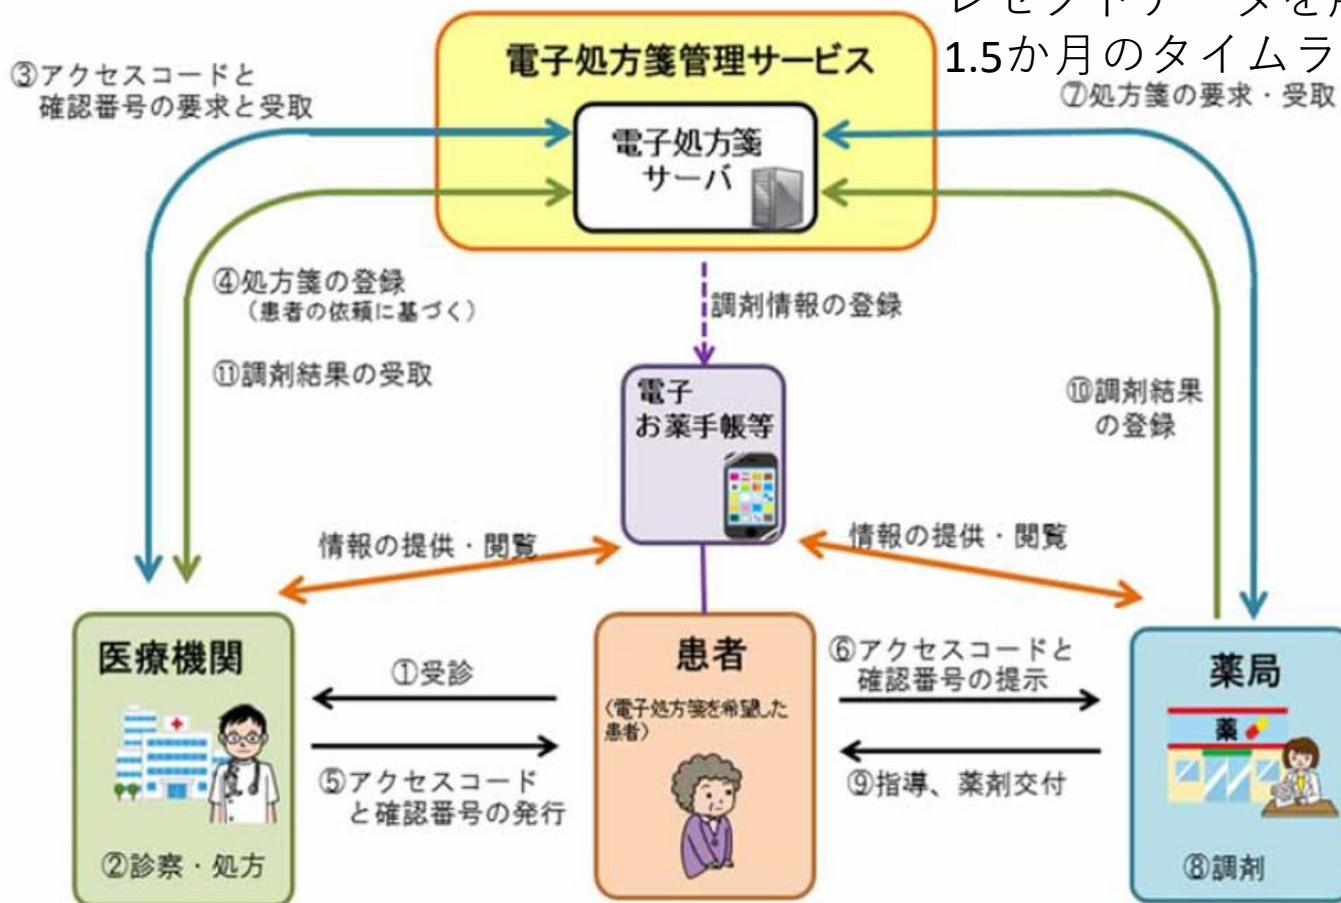 1.5か月のタイムラ
電子処方箋管理サービス
電子処方箋
サーバ
③アクセスコードと
確認番号の要求と受取
⑦処方箋の要求・受取
④処方箋の登録
(患者の依頼に基づく)
⑪調剤結果の受取
調剤情報の登録
電子
お薬手帳等
⑩調剤結果
の登録
情報の提供・閲覧
情報の提供・閲覧
医療機関
①受診
⑤アクセスコード
と確認番号の発行
②診察・処方
患者
(電子処方箋を希望した
患者)
⑥アクセスコードと
確認番号の提示
⑨指導、薬剤交付
薬局
薬
⑧調剤